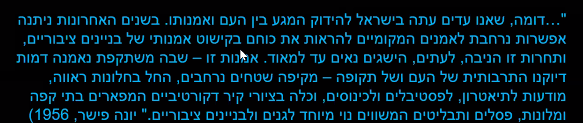 "...דומה, שאנו עדים עתה בישראל להידוק המגע בין העם ואמנותו. בשנים האחרונות ניתנה
אפשרות נרחבת לאמנים המקומיים להראות את כוחם בקישוט אמנותי של בניינים ציבוריים,
ותחרות זו הניבה, לעתים, הישגים נאים עד למאוד. אמנות זו – שבה משתקפת נאמנה דמות
דיוקנו התרבותית של העם ושל תקופה – מקיפה שטחים נרחבים, החל בחלונות ראווה,
מודעות לתיאטרון, לפסטיבלים ולכינוסים, וכלה בציורי קיר דקורטיביים המפארים בתי קפה
ומלונות, פסלים ותבליטים המשווים נוי מיוחד לגנים ולבניינים ציבוריים." יונה פישר, 1956)